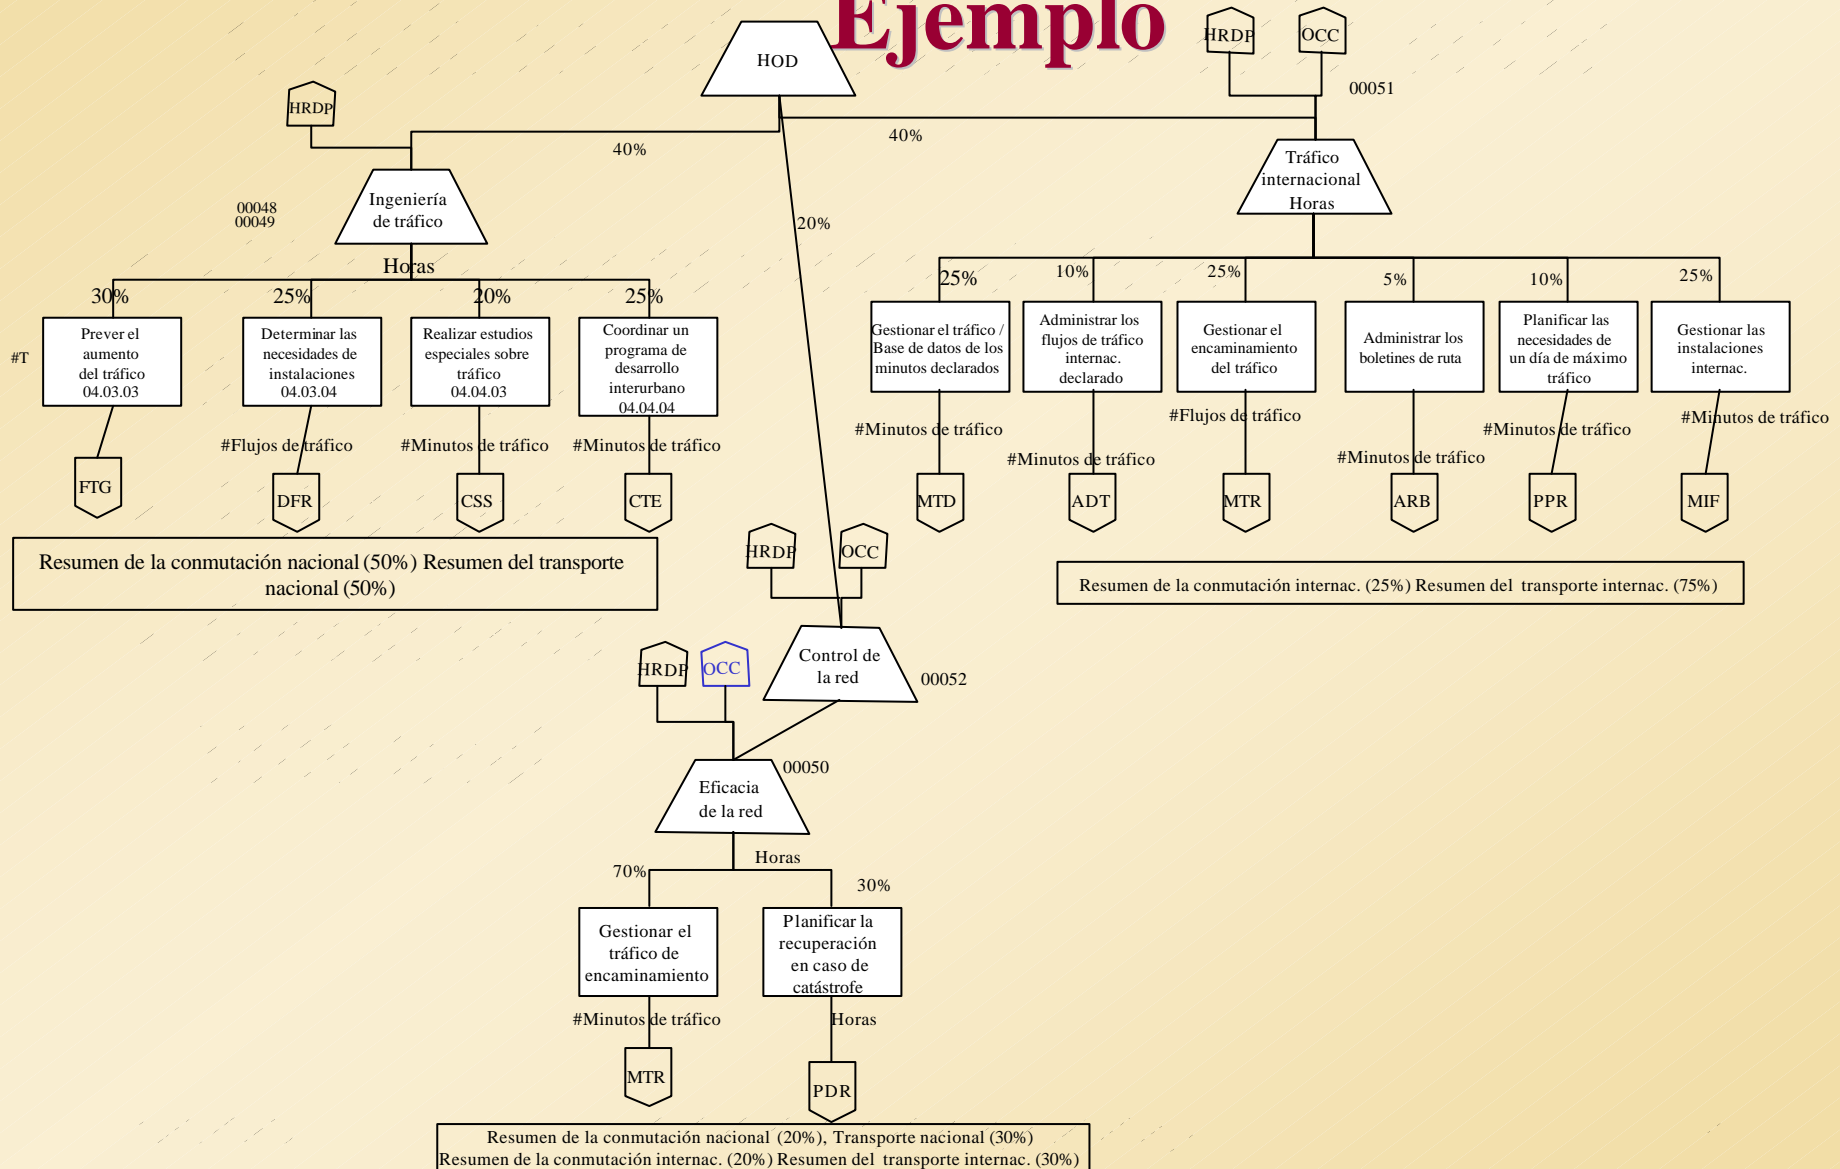 Ejemplo
HOD
HRDP
OCC
00051
HRDP
40%
40%
20%
Ingeniería
de tráfico
00048
00049
Horas
30%
25%
20%
25%
#T
Prever el
aumento
del tráfico
04.03.03
Determinar las
necesidades de
instalaciones
04.03.04
Realizar estudios
especiales sobre
tráfico
04.04.03
Coordinar un
programa de
desarrollo
interurbano
04.04.04
#Flujos de tráfico
#Minutos de tráfico
#Minutos de tráfico
FTG
DFR
CSS
CTE
Resumen de la conmutación nacional (50%) Resumen del transporte
nacional (50%)
Tráfico
internacional
Horas
25%
10%
25%
5%
10%
25%
Gestionar el tráfico /
Base de datos de los
minutos declarados
Administrar los
flujos de tráfico
internac.
declarado
Gestionar el
encaminamiento
del tráfico
Administrar los
boletines de ruta
Planificar las
necesidades de
un día de máximo
tráfico
Gestionar las
instalaciones
internac.
#Minutos de tráfico
#Minutos de tráfico
#Flujos de tráfico
#Minutos de tráfico
#Minutos de tráfico
#Minutos de tráfico
MTD
ADT
MTR
ARB
PPR
MIF
Resumen de la conmutación internac. (25%) Resumen del transporte internac. (75%)
HRDP
OCC
Control de
la red
00052
HRDP
OCC
Eficacia
de la red
00050
Horas
70%
30%
Gestionar el
tráfico de
encaminamiento
Planificar la
recuperación
en caso de
catástrofe
#Minutos de tráfico
Horas
MTR
PDR
Resumen de la conmutación nacional (20%), Transporte nacional (30%)
Resumen de la conmutación internac. (20%) Resumen del transporte internac. (30%)